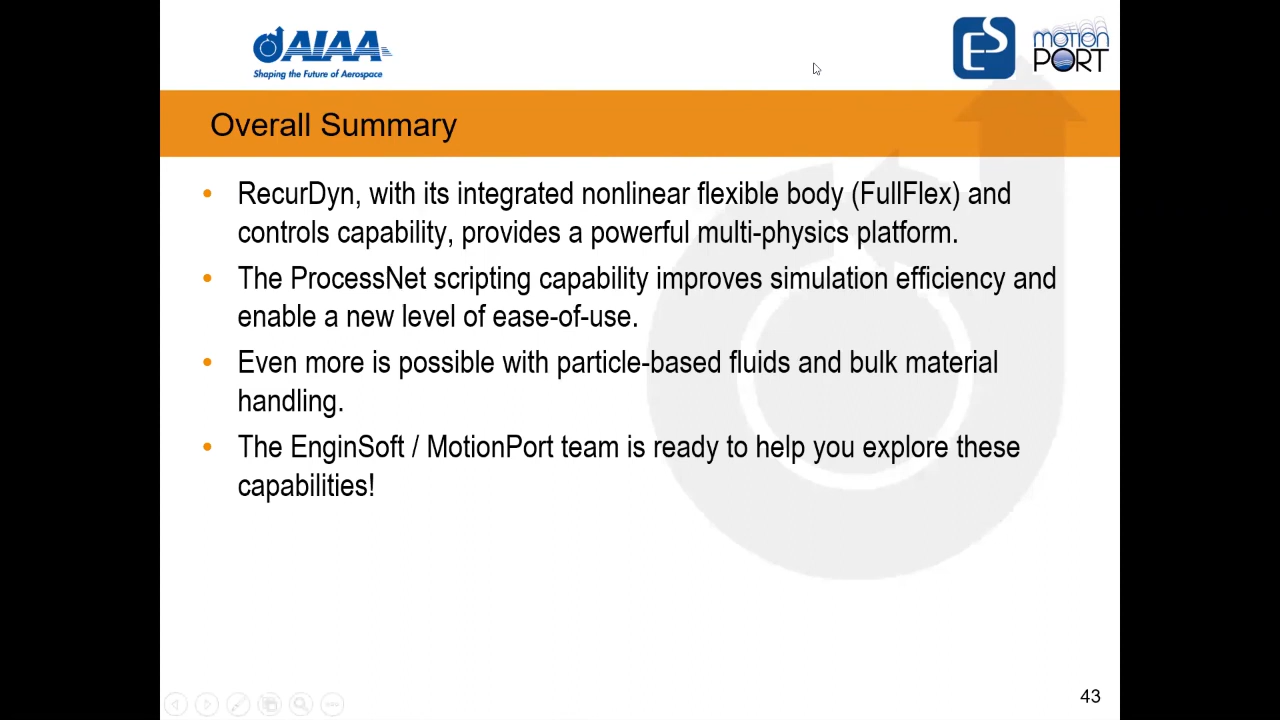 AIAA
Shaping the Future of Aerospace
ES
motion
PORT
Overall Summary
• RecurDyn, with its integrated nonlinear flexible body (FullFlex) and
controls capability, provides a powerful multi-physics platform.
• The ProcessNet scripting capability improves simulation efficiency and
enable a new level of ease-of-use.
• Even more is possible with particle-based fluids and bulk material
handling.
• The EnginSoft / MotionPort team is ready to help you explore these
capabilities!
43